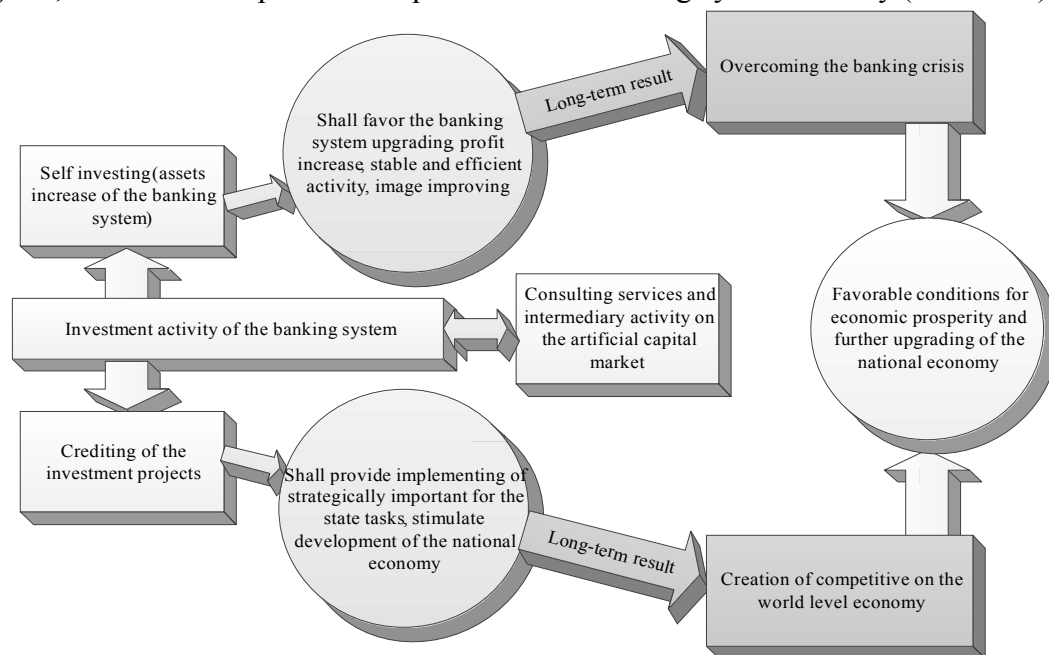 Overcoming the banking crisis
Long-term result
Shall favor the banking
system upgrading, profit
increase, stable and efficient
activity, image improving
Self investing(assets
increase of the banking
system)
Investment activity of the banking system
Consulting services and
intermediary activity on
the artificial capital
market
Favorable conditions for
economic prosperity and
further upgrading of the
national economy
Crediting of the
investment projects
Shall provide implementing of
strategically important for the
state tasks, stimulate
development of the national
economy
Long-term result
Creation of competitive on the
world level economy